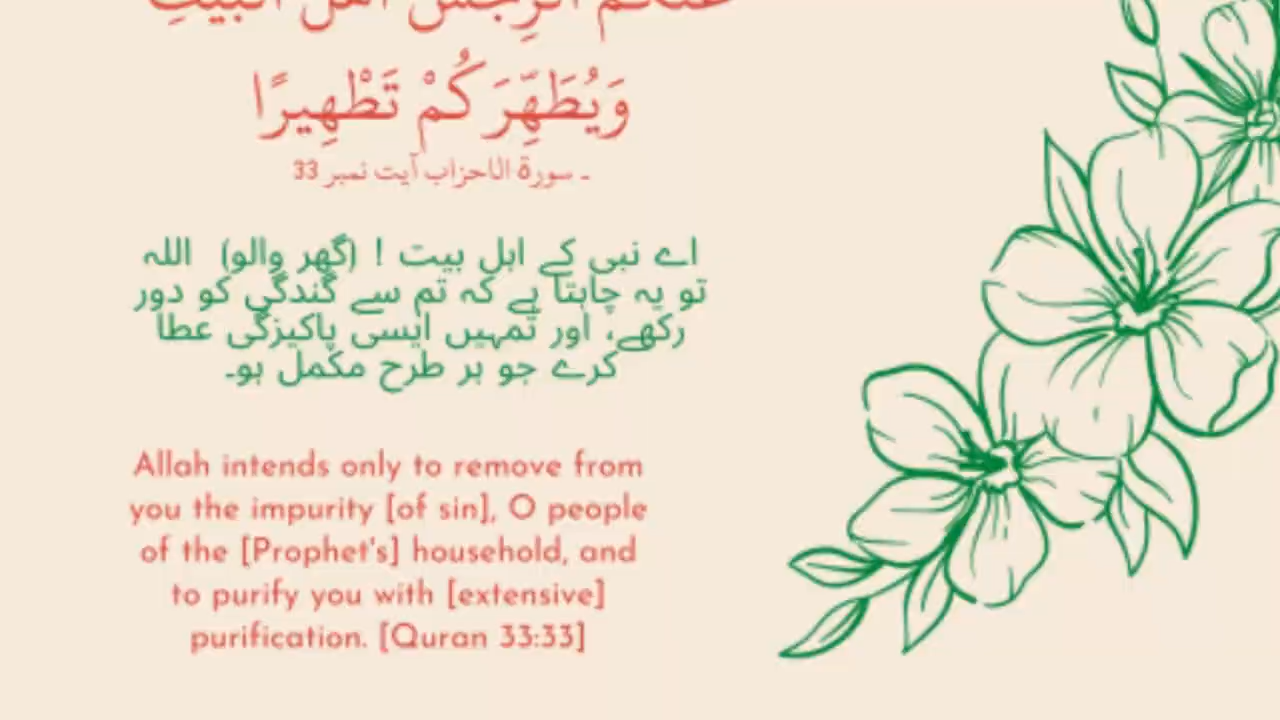 عَنْكُمُ الرِّجْسَ أَهْلَ الْبَيْتِ
وَيُطَهِّرَكُمْ تَطْهِيرًا
۔ سورۃ الاحزاب آیت نمبر 33
اے نبی کے اہل بیت ! (گھر والو) اللہ
تو یہ چاہتا ہے کہ تم سے گندگی کو دور
رکھے، اور تمہیں ایسی پاکیزگی عطا
کرے جو ہر طرح مکمل ہو۔
Allah intends only to remove from
you the impurity [of sin], O people
of the [Prophet's] household, and
to purify you with [extensive]
purification. [Quran 33:33]